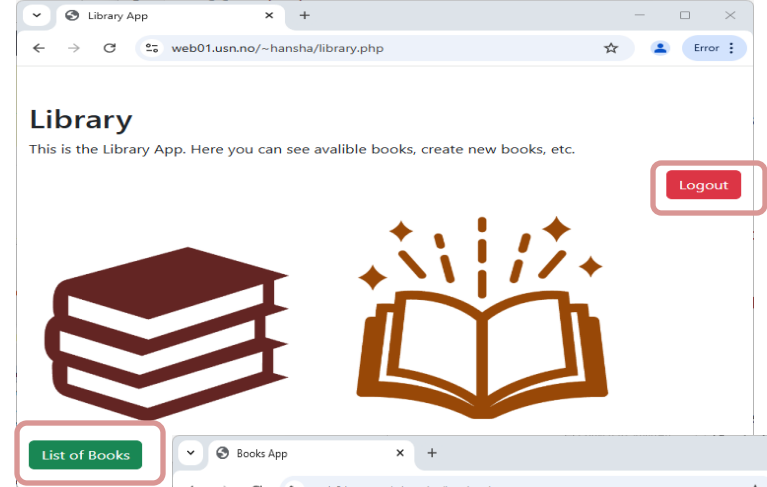 Library App
web01.usn.no/~hansha/library.php
Error
Library
This is the Library App. Here you can see avalible books, create new books, etc.
Logout
List of Books
Books App